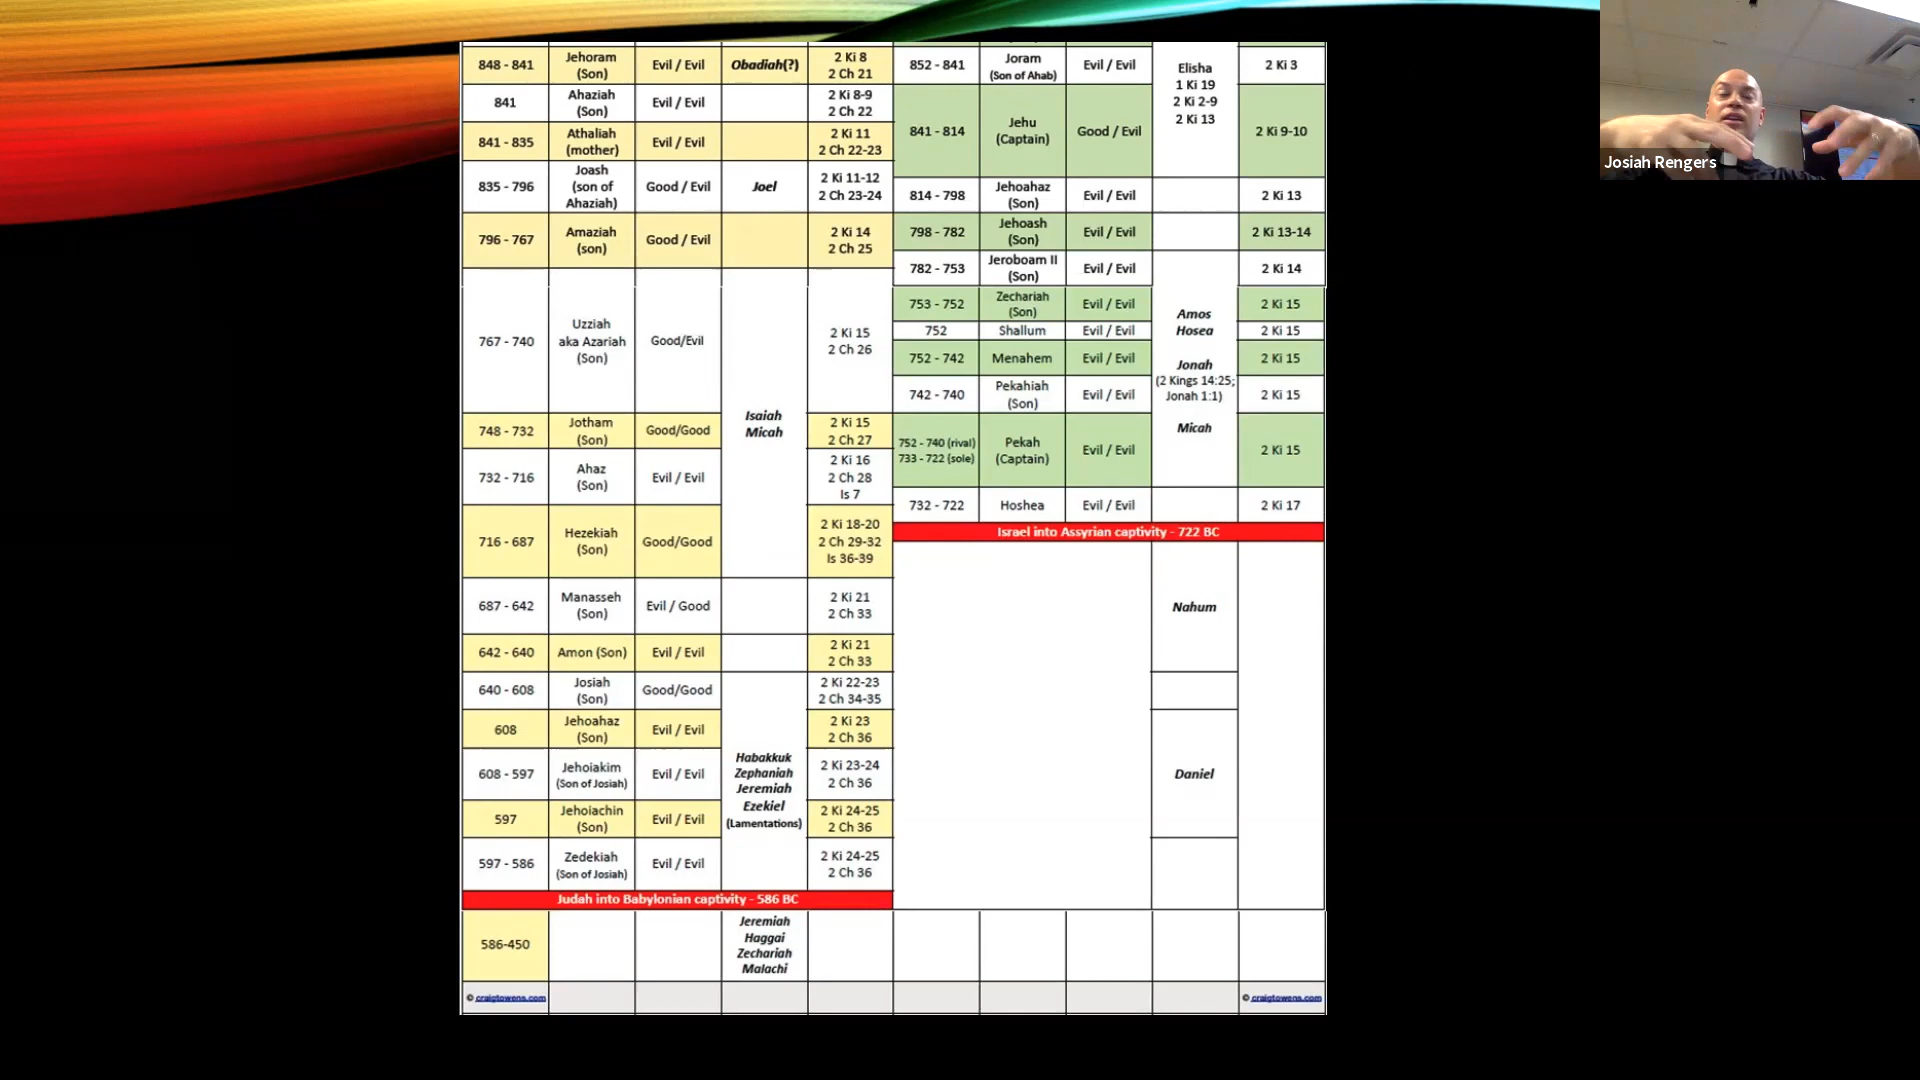 848 - 841
Jehoram
(Son)
Evil / Evil
Obadiah(?)
2 Ki 8
2 Ch 21
841
Ahaziah
(Son)
Evil / Evil
2 Ki 8-9
2 Ch 22
841 - 835
Athaliah
(mother)
Evil / Evil
2 Ki 11
2 Ch 22-23
835 - 796
Joash
(son of
Ahaziah)
Good / Evil
Joel
2 Ki 11-12
2 Ch 23-24
796 - 767
Amaziah
(son)
Good / Evil
2 Ki 14
2 Ch 25
767 - 740
Uzziah
aka Azariah
(Son)
Good/Evil
2 Ki 15
2 Ch 26
Isaiah
Micah
748 - 732
Jotham
(Son)
Good/Good
2 Ki 15
2 Ch 27
732 - 716
Ahaz
(Son)
Evil / Evil
2 Ki 16
2 Ch 28
Is 7
716 - 687
Hezekiah
(Son)
Good/Good
2 Ki 18-20
2 Ch 29-32
Is 36-39
687 - 642
Manasseh
(Son)
Evil / Good
2 Ki 21
2 Ch 33
642 - 640
Amon (Son)
Evil / Evil
2 Ki 21
2 Ch 33
640 - 608
Josiah
(Son)
Good/Good
2 Ki 22-23
2 Ch 34-35
608
Jehoahaz
(Son)
Evil / Evil
2 Ki 23
2 Ch 36
608 - 597
Jehoiakim
(Son of Josiah)
Evil / Evil
Habakkuk
Zephaniah
Jeremiah
Ezekiel
(Lamentations)
2 Ki 23-24
2 Ch 36
597
Jehoiachin
(Son)
Evil / Evil
2 Ki 24-25
2 Ch 36
597 - 586
Zedekiah
(Son of Josiah)
Evil / Evil
2 Ki 24-25
2 Ch 36
Judah into Babylonian captivity - 586 BC
586-450
Jeremiah
Haggai
Zechariah
Malachi
© craigtowens.com
852 - 841
Joram
(Son of Ahab)
Evil / Evil
Elisha
1 Ki 19
2 Ki 2-9
2 Ki 13
2 Ki 3
841 - 814
Jehu
(Captain)
Good / Evil
2 Ki 9-10
814 - 798
Jehoahaz
(Son)
Evil / Evil
2 Ki 13
798 - 782
Jehoash
(Son)
Evil / Evil
2 Ki 13-14
782 - 753
Jeroboam II
(Son)
Evil / Evil
2 Ki 14
753 - 752
Zechariah
(Son)
Evil / Evil
2 Ki 15
Amos
Hosea
Jonah
(2 Kings 14:25;
Jonah 1:1)
Micah
752
Shallum
Evil / Evil
2 Ki 15
752 - 742
Menahem
Evil / Evil
2 Ki 15
742 - 740
Pekahiah
(Son)
Evil / Evil
2 Ki 15
752 - 740 (rival)
733 - 722 (sole)
Pekah
(Captain)
Evil / Evil
2 Ki 15
732 - 722
Hoshea
Evil / Evil
2 Ki 17
Israel into Assyrian captivity - 722 BC
Nahum
Daniel
© craigtowens.com
Josiah Rengers